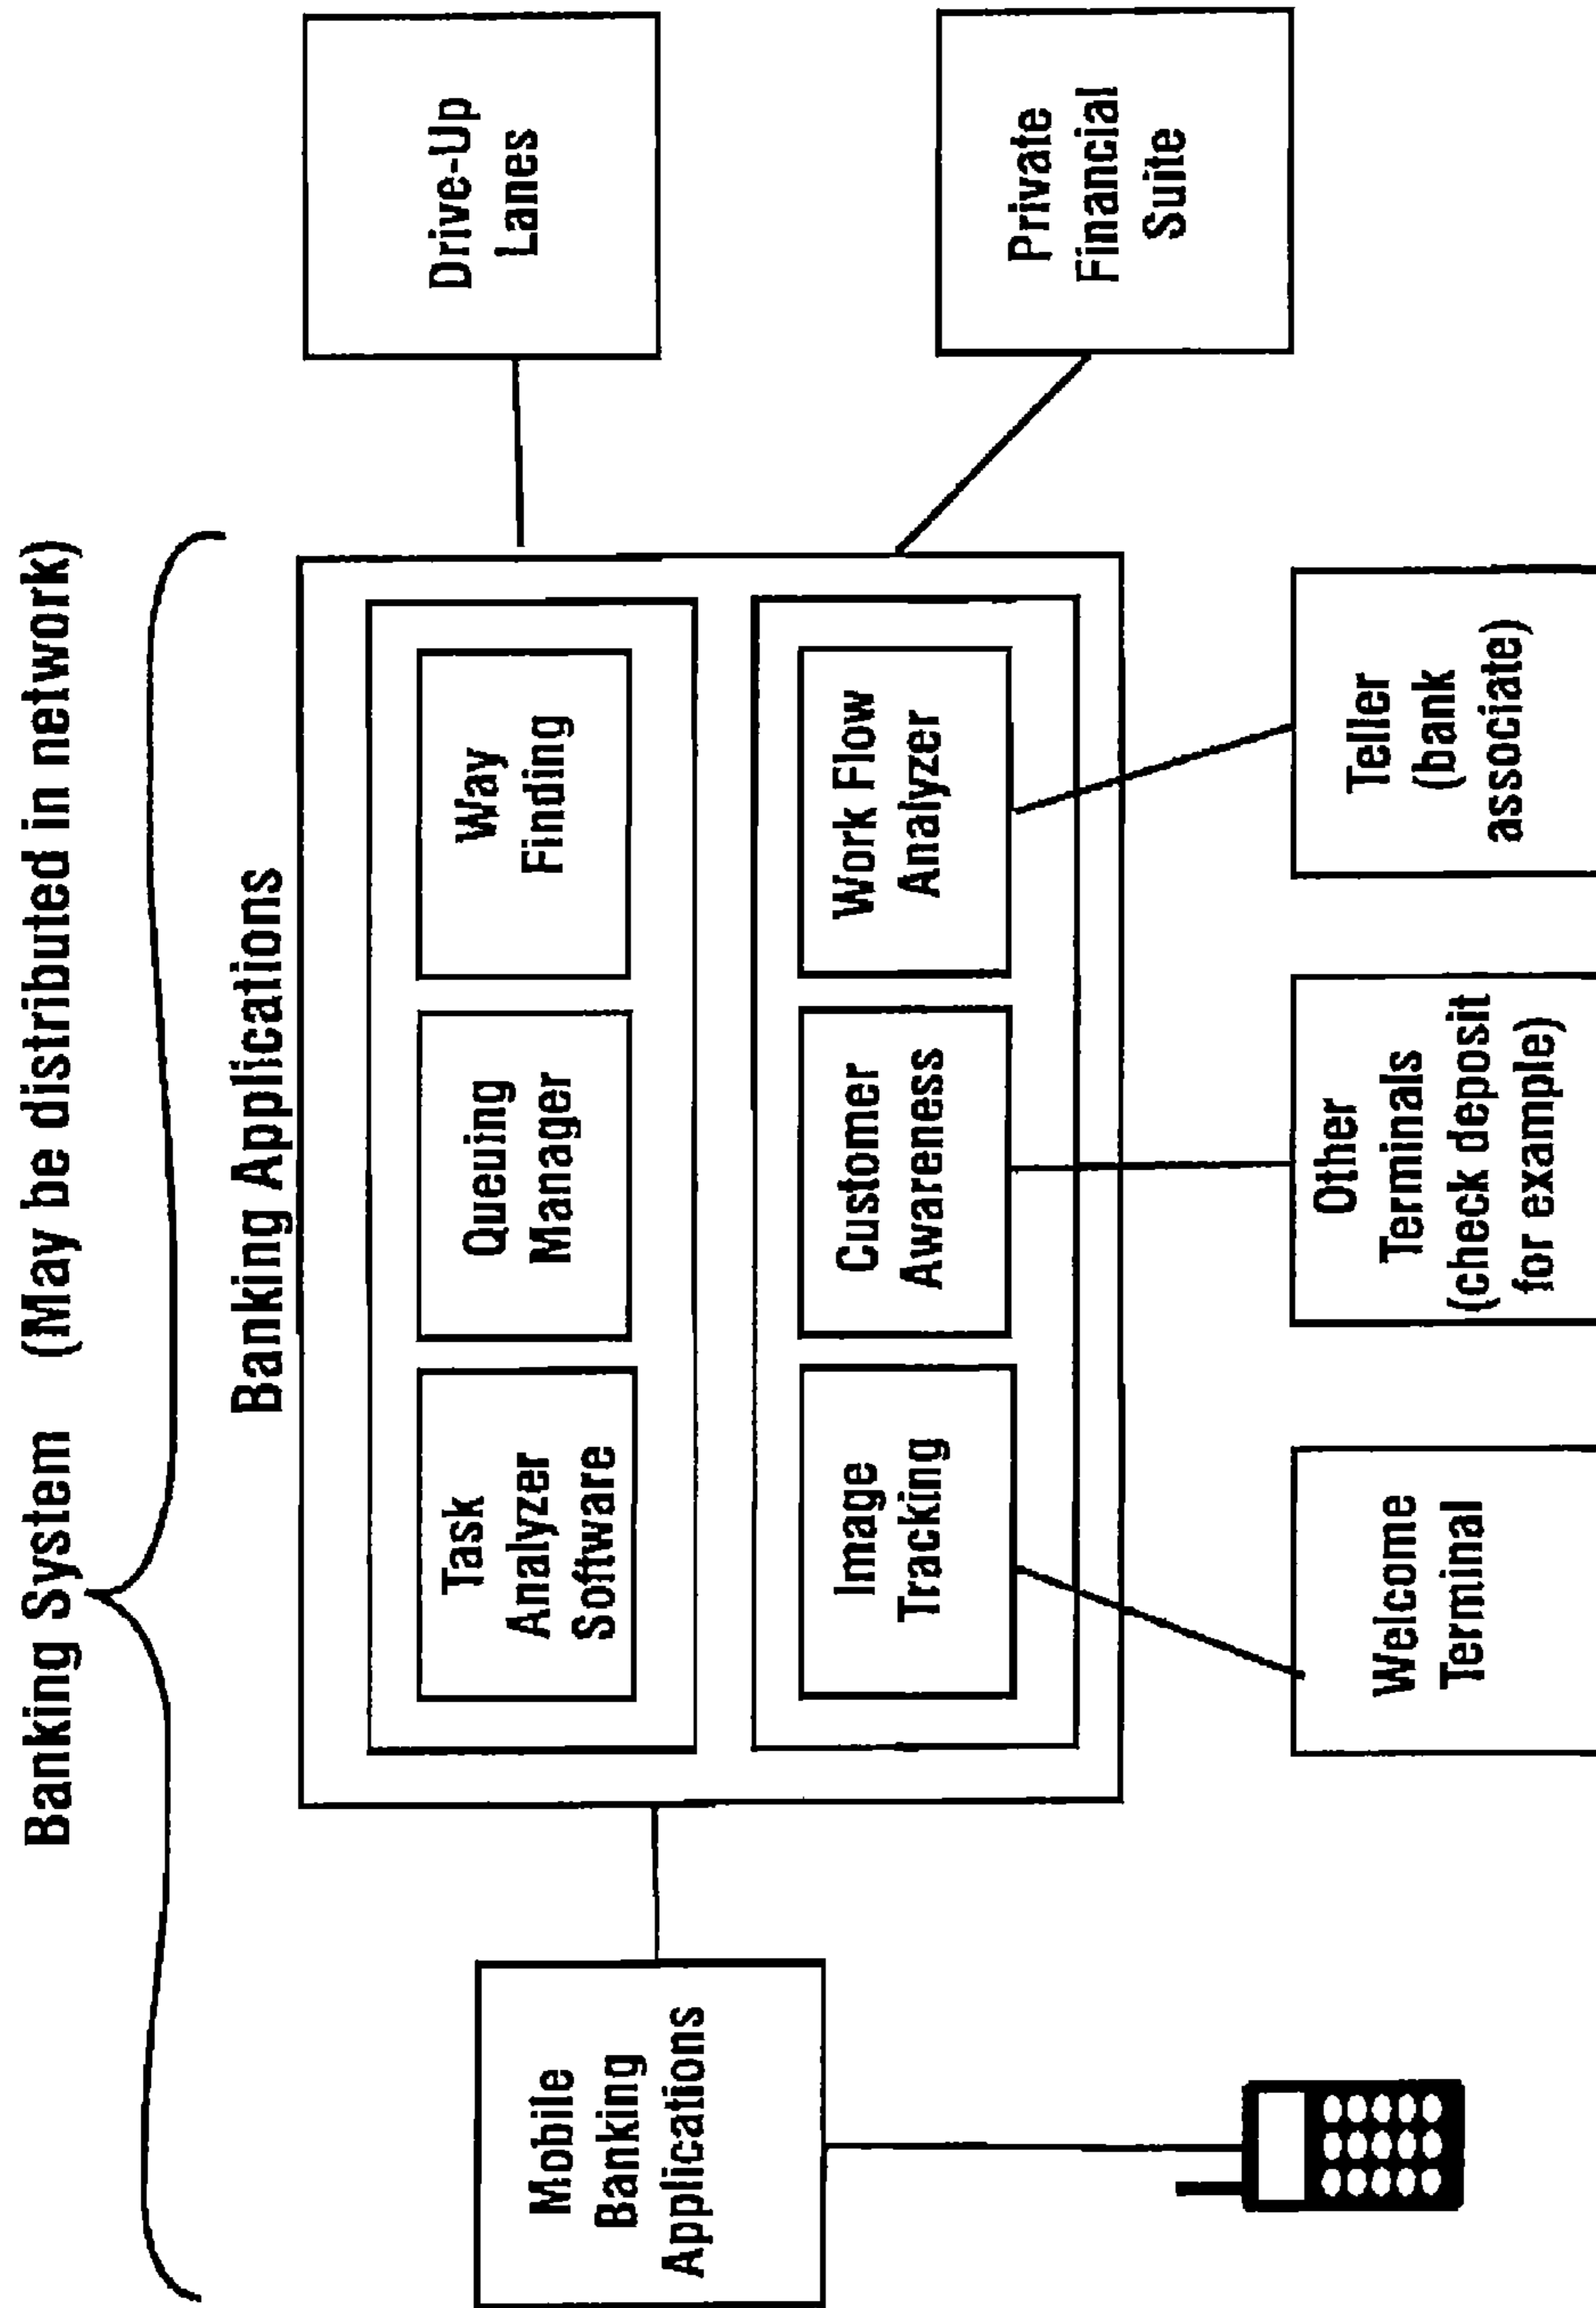 Banking System (May be distributed in network)
Banking Applications
Mobile
Banking
Applications
Task
Analyzer
Software
Queuing
Manager
Way
Finding
Image
Tracking
Customer
Awareness
Work Flow
Analyzer
Drive-Up
Lanes
Private
Financial
Suite
Welcome
Terminal
Other
Terminals
(check deposit
for example)
Teller
(bank
associate)